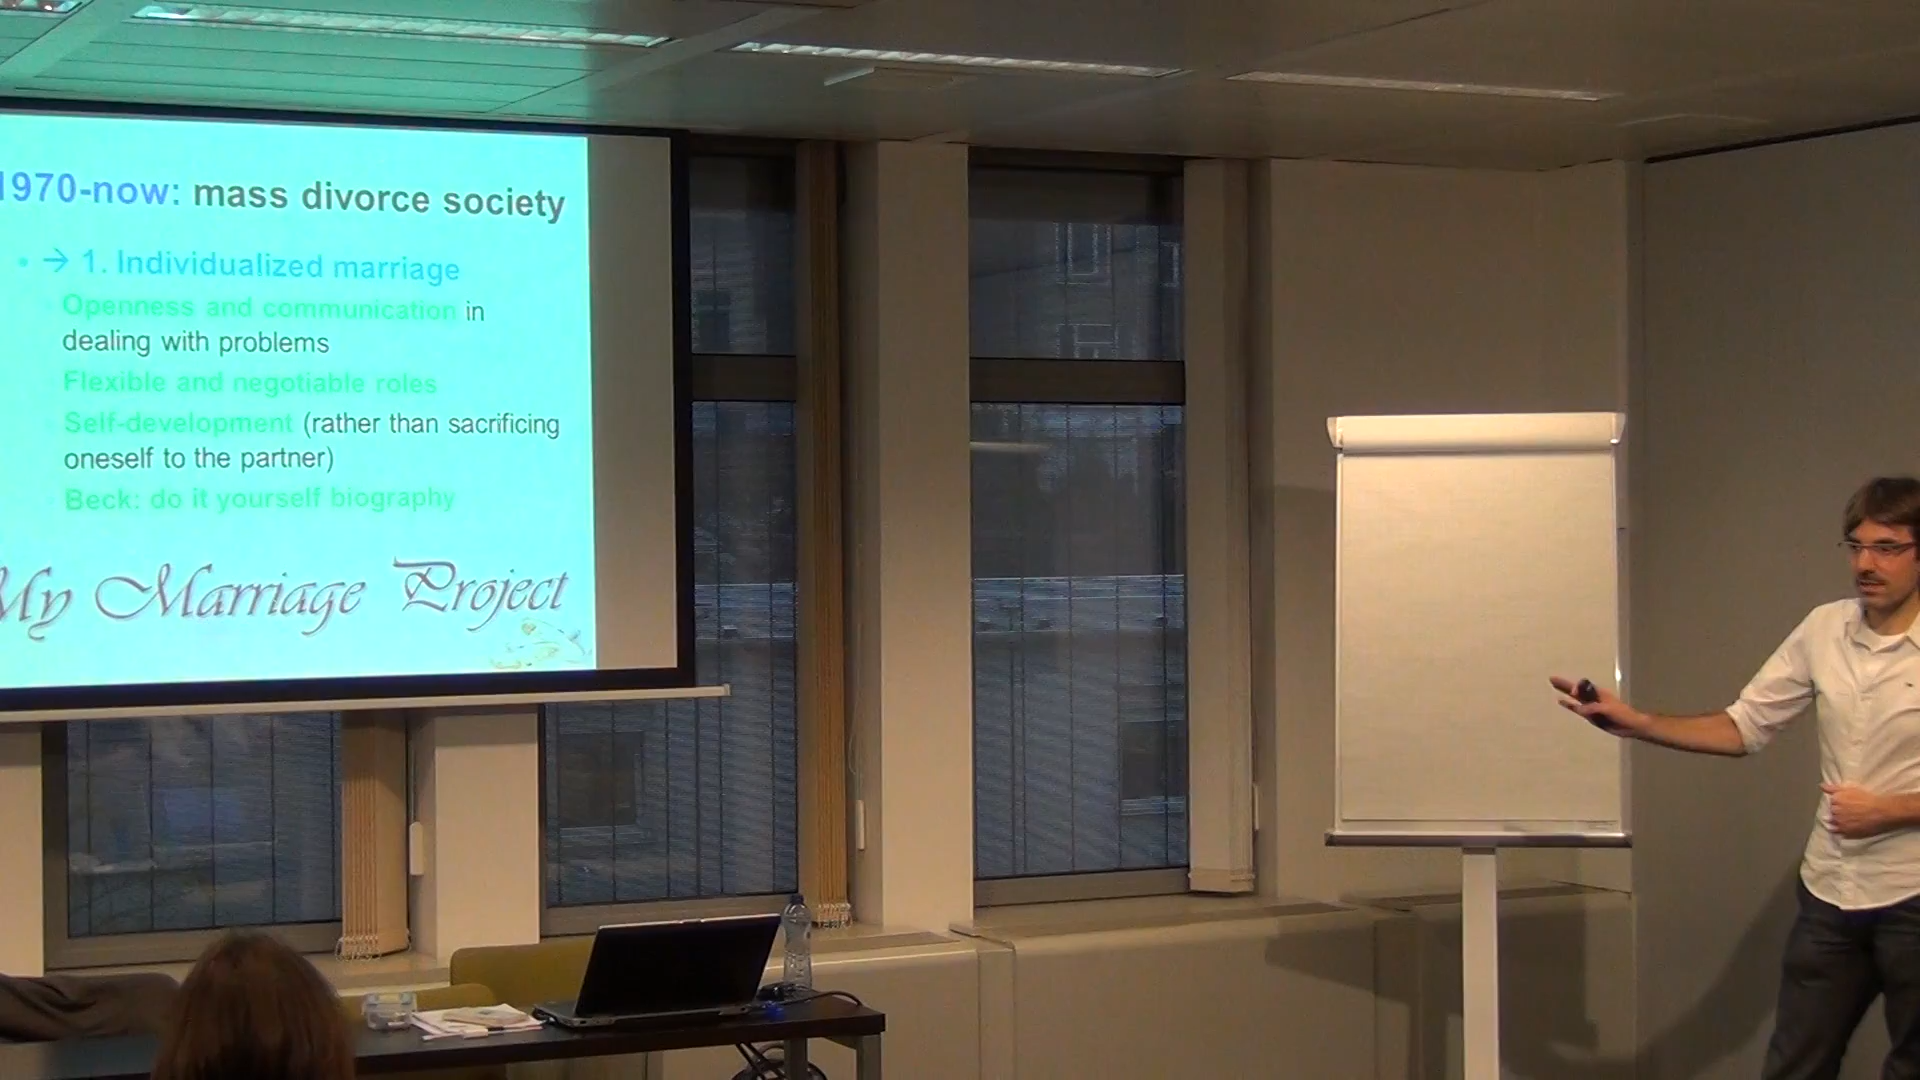 1970-now: mass divorce society
• → 1. Individualized marriage
Openness and communication in
dealing with problems
Flexible and negotiable roles
Self-development (rather than sacrificing
oneself to the partner)
Beck: do it yourself biography
My Marriage Project